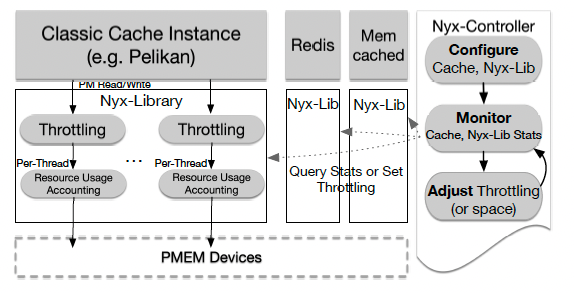 Classic Cache Instance
(e.g. Pelikan)
PM Read/Write
Nyx-Library
Throttling
Throttling
Per-Thread
...
Per-Thread
Resource Usage
Accounting
Resource Usage
Accounting
Redis
Nyx-Lib
Mem
cached
Nyx-Lib
Query Stats or Set
Throttling
PMEM Devices
Nyx-Controller
Configure
Cache, Nyx-Lib
Monitor
Cache, Nyx-Lib Stats
Adjust Throttling
(or space)